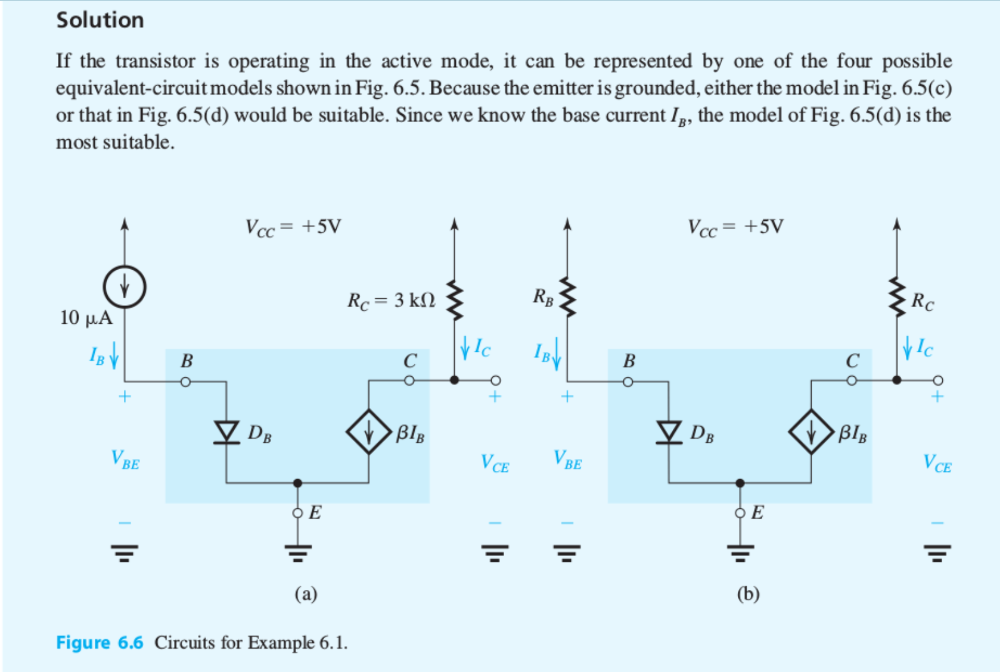 Solution
If the transistor is operating in the active mode, it can be represented by one of the four possible
equivalent-circuit models shown in Fig. 6.5. Because the emitter is grounded, either the model in Fig. 6.5(c)
or that in Fig. 6.5(d) would be suitable. Since we know the base current I_B, the model of Fig. 6.5(d) is the
most suitable.
V_CC = +5V
R_C = 3 kΩ
10 μA
I_B
I_C
B
C
+
+
D_B
βI_B
V_BE
V_CE
E
−
−
(a)
V_CC = +5V
R_B
R_C
I_B
I_C
B
C
+
+
D_B
βI_B
V_BE
V_CE
E
−
−
(b)
Figure 6.6 Circuits for Example 6.1.